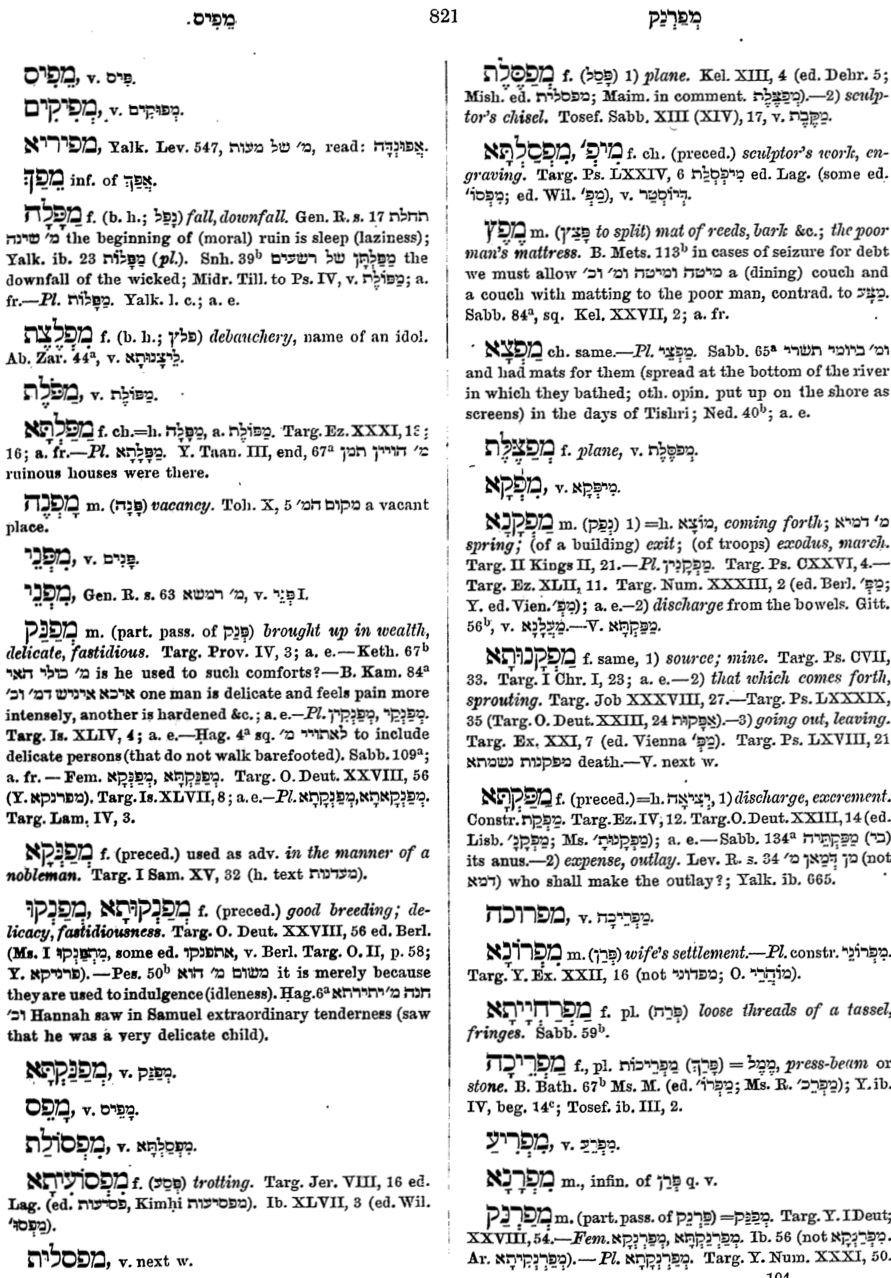 מֵפִיס.
821
מְפַרְנֵק
מֵפִיס, v. פִּיס.
מְפִיקִים, v. מְפוּקִים.
מפיריא, Yalk. Lev. 547, מ׳ של מעות, read: אֲפוּנְדָּה.
מֵפַךְ inf. of אֲפַךְ.
מַפָּלָה f. (b. h.; נָפַל) fall, downfall. Gen. R. s. 17 תחלת
מ׳ שינה the beginning of (moral) ruin is sleep (laziness);
Yalk. ib. 23 מַפָּלוֹת (pl.). Snh. 39b מַפַּלְתָּן של רשעים the
downfall of the wicked; Midr. Till. to Ps. IV, v. מַפּוֹלֶת; a.
fr.—Pl. מַפָּלוֹת. Yalk. l. c.; a. e.
מִפְלֶצֶת f. (b. h.; פלץ) debauchery, name of an idol.
Ab. Zar. 44a, v. לֵיצָנוּתָא.
מַפֹּלֶת, v. מַפּוֹלֶת.
מַפַּלְתָּא f. ch.=h. מַפָּלָה, a. מַפּוֹלֶת. Targ. Ez. XXXI, 13;
16; a. fr.—Pl. מַפָּלָתָא. Y. Taan. III, end, 67a מ׳ הויין תמן
ruinous houses were there.
מִפְנֶה m. (פָּנָה) vacancy. Toh. X, 5 מקום המ׳ a vacant
place.
מִפְּנֵי, v. פָּנִים.
מִפְּנֵי, Gen. R. s. 63 מ׳ רמשא, v. פְּנֵי I.
מְפַנַּק m. (part. pass. of פְּנַק) brought up in wealth,
delicate, fastidious. Targ. Prov. IV, 3; a. e.—Keth. 67b
מ׳ כולי האי is he used to such comforts?—B. Kam. 84a
איכא איניש דמ׳ וכ׳ one man is delicate and feels pain more
intensely, another is hardened &c.; a. e.—Pl. מְפַנְּקִין, מְפַנְּקֵי.
Targ. Is. XLIV, 4; a. e.—Ḥag. 4a sq. לאתויי מ׳ to include
delicate persons (that do not walk barefooted). Sabb. 109a;
a. fr.—Fem. מְפַנְּקָא, מְפַנַּקְתָּא. Targ. O. Deut. XXVIII, 56
(Y. מפרנקא). Targ. Is. XLVII, 8; a. e.—Pl. מְפַנְּקָתָא, מְפַנְּקָאתָא.
Targ. Lam. IV, 3.
מְפַנְּקָא f. (preced.) used as adv. in the manner of a
nobleman. Targ. I Sam. XV, 32 (h. text מעדנות).
מְפַנְּקוּתָא, מְפַנְּקוּ f. (preced.) good breeding; de-
licacy, fastidiousness. Targ. O. Deut. XXVIII, 56 ed. Berl.
(Ms. I מִתְפַּנְּקוּ, some ed. אתפנקו, v. Berl. Targ. O. II, p. 58;
Y. פרניקא).—Pes. 50b משום מ׳ הוא it is merely because
they are used to indulgence (idleness). Ḥag. 6a חנה מ׳ יתירתא
וכ׳ Hannah saw in Samuel extraordinary tenderness (saw
that he was a very delicate child).
מְפַנַּקְתָּא, v. מְפַנַּק.
מֵפֵס, v. מֵפִיס.
מִפְסוֹלֵת, v. מִפְסַלְתָּא.
מִפְסוֹעִיתָא f. (פְּסַע) trotting. Targ. Jer. VIII, 16 ed.
Lag. (ed. פסיעות, Kimḥi מפסיעות). Ib. XLVII, 3 (ed. Wil.
מַפְסוֹ׳).
מפסלית, v. next w.
מַפְסֶלֶת f. (פָּסַל) 1) plane. Kel. XIII, 4 (ed. Dehr. 5;
Mish. ed. מפסלית; Maim. in comment. מַפְצֶלֶת).—2) sculp-
tor's chisel. Tosef. Sabb. XIII (XIV), 17, v. מַקֶּבֶת.
מִפְסַלְתָּא, מִיפְ׳ f. ch. (preced.) sculptor's work, en-
graving. Targ. Ps. LXXIV, 6 מִיפְסְלַת ed. Lag. (some ed.
מִפְסוֹ׳; ed. Wil. מַפְ׳), v. דְּיוֹסְטַר.
מַפָּץ m. (פָּצַץ to split) mat of reeds, bark &c.; the poor
man's mattress. B. Mets. 113b in cases of seizure for debt
we must allow מיטה ומיטה ומ׳ וכ׳ a (dining) couch and
a couch with matting to the poor man, contrad. to מַצָּע.
Sabb. 84a, sq. Kel. XXVII, 2; a. fr.
מַפְּצָא ch. same.—Pl. מַפְּצֵי. Sabb. 65a ומ׳ ביומי תשרי
and had mats for them (spread at the bottom of the river
in which they bathed; oth. opin. put up on the shore as
screens) in the days of Tishri; Ned. 40b; a. e.
מַפְצֶלֶת f. plane, v. מַפְסֶלֶת.
מִפְּקָא, v. מִיפְּקָא.
מַפְּקָנָא m. (נְפַק) 1) =h. מוֹצָא, coming forth; מ׳ דמיא
spring; (of a building) exit; (of troops) exodus, march.
Targ. II Kings II, 21.—Pl. מַפְּקָנִין. Targ. Ps. CXXVI, 4.—
Targ. Ez. XLII, 11. Targ. Num. XXXIII, 2 (ed. Berl. מַפְּ׳;
Y. ed. Vien. מִפְּ׳); a. e.—2) discharge from the bowels. Gitt.
56b, v. מַעֲלָנָא.—V. מַפַּקְתָּא.
מַפְּקָנוּתָא f. same, 1) source; mine. Targ. Ps. CVII,
33. Targ. I Chr. I, 23; a. e.—2) that which comes forth,
sprouting. Targ. Job XXXVIII, 27.—Targ. Ps. LXXXIX,
35 (Targ. O. Deut. XXIII, 24 אַפָּקוּת).—3) going out, leaving.
Targ. Ex. XXI, 7 (ed. Vienna מִפְּ׳). Targ. Ps. LXVIII, 21
מפקנות נשמתא death.—V. next w.
מַפַּקְתָּא f. (preced.)=h. יְצִיאָה, 1) discharge, excrement.
Constr. מַפְּקַת. Targ. Ez. IV, 12. Targ. O. Deut. XXIII, 14 (ed.
Lisb. מַפְּקָנ׳; Ms. מַפְּקָנוּת׳); a. e.—Sabb. 134a מַפַּקְתֵּיהּ (בי)
its anus.—2) expense, outlay. Lev. R. s. 34 מן דְּמַאן מ׳ (not
דמא) who shall make the outlay?; Yalk. ib. 665.
מפרוכה, v. מַפְרֵיכָה.
מִפְרוֹנָא m. (פְּרַן) wife's settlement.—Pl. constr. מִפְרוֹנֵי.
Targ. Y. Ex. XXII, 16 (not מפדוני; O. מוֹהֲרֵי).
מַפְרַחְיָיתָא f. pl. (פְּרַח) loose threads of a tassel,
fringes. Sabb. 59b.
מַפְרֵיכָה f., pl. מַפְרֵיכוֹת (פָּרַךְ) = מֶמֶל, press-beam or
stone. B. Bath. 67b Ms. M. (ed. מַפְרוֹ׳; Ms. R. מַפְרֵכ׳); Y. ib.
IV, beg. 14c; Tosef. ib. III, 2.
מִפְרִיעַ, v. מִפְרֵעַ.
מִפְרָנָא m., infin. of פְּרַן q. v.
מְפַרְנַק m. (part. pass. of פַּרְנֵק)=מְפַנַּק. Targ. Y. I Deut.
XXVIII, 54.—Fem. מְפַרְנְקָא, מְפַרְנַקְתָּא. Ib. 56 (not מְפַרְנָקָא.
Ar. מְפַרְנְקִיתָא).—Pl. מְפַרְנְקָתָא. Targ. Y. Num. XXXI, 50.
104